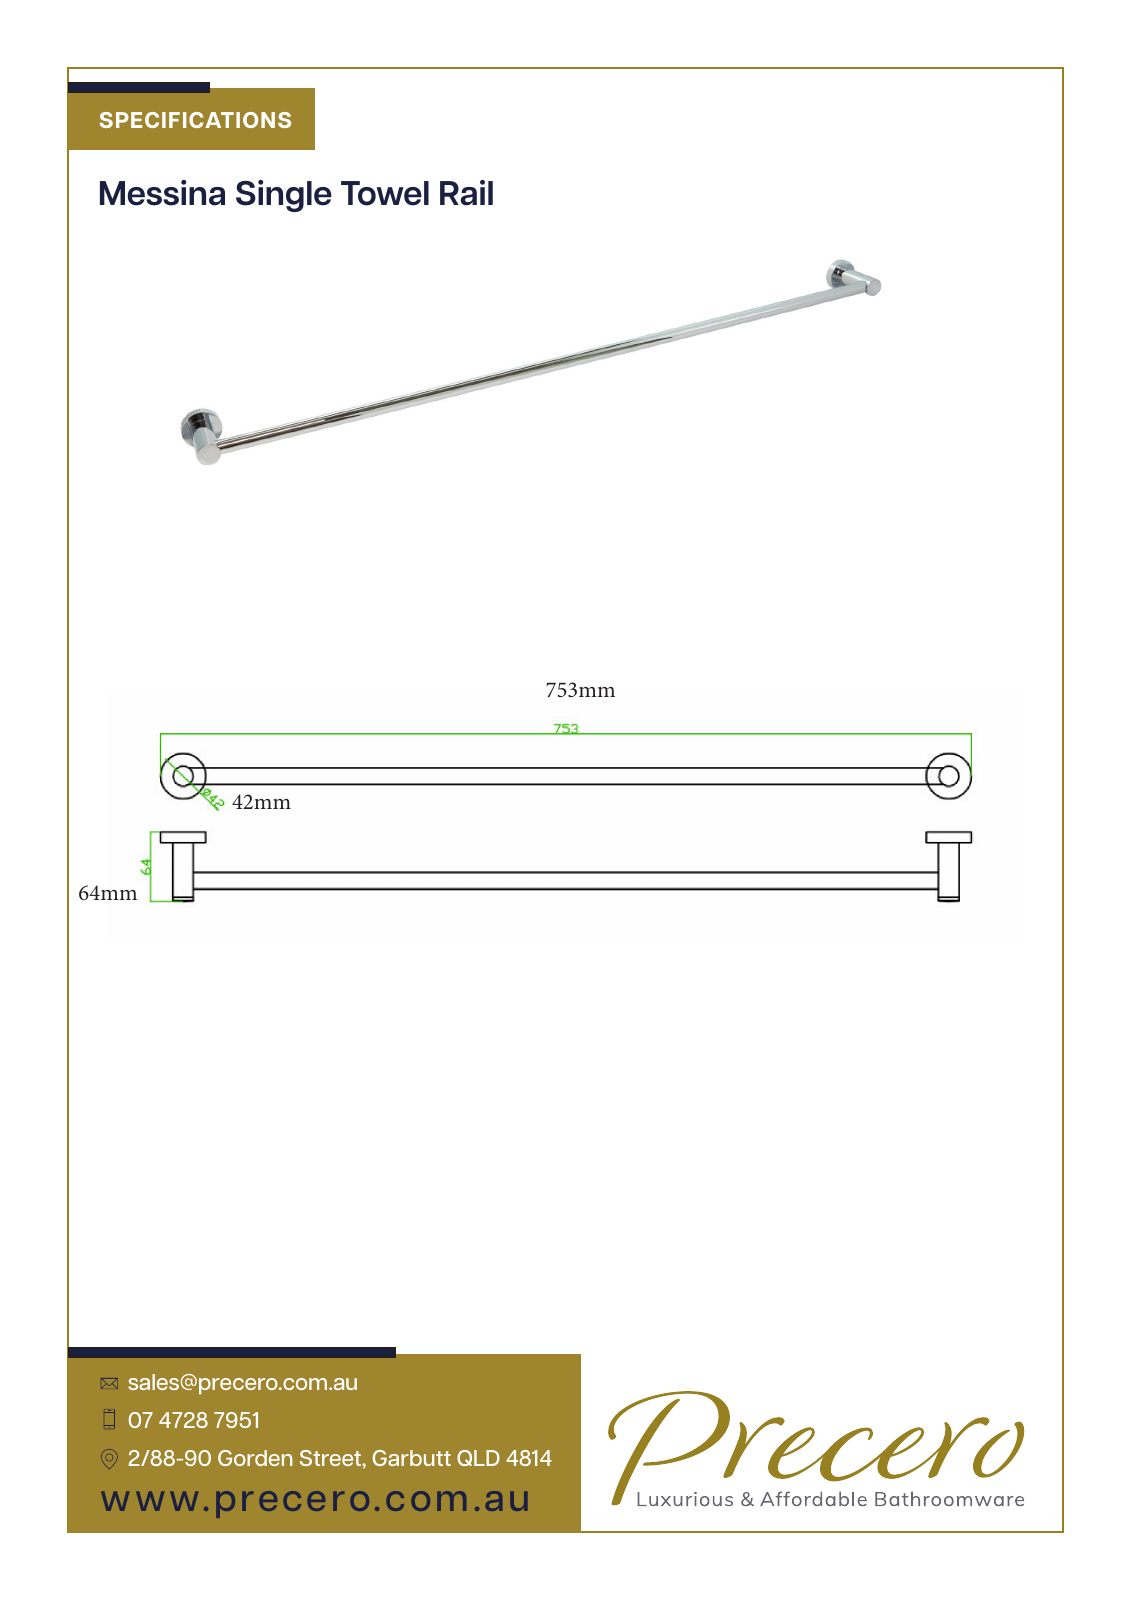 SPECIFICATIONS
Messina Single Towel Rail
753mm
753
ø42
42mm
64
64mm
sales@precero.com.au
07 4728 7951
2/88-90 Gorden Street, Garbutt QLD 4814
www.precero.com.au
Precero
Luxurious & Affordable Bathroomware